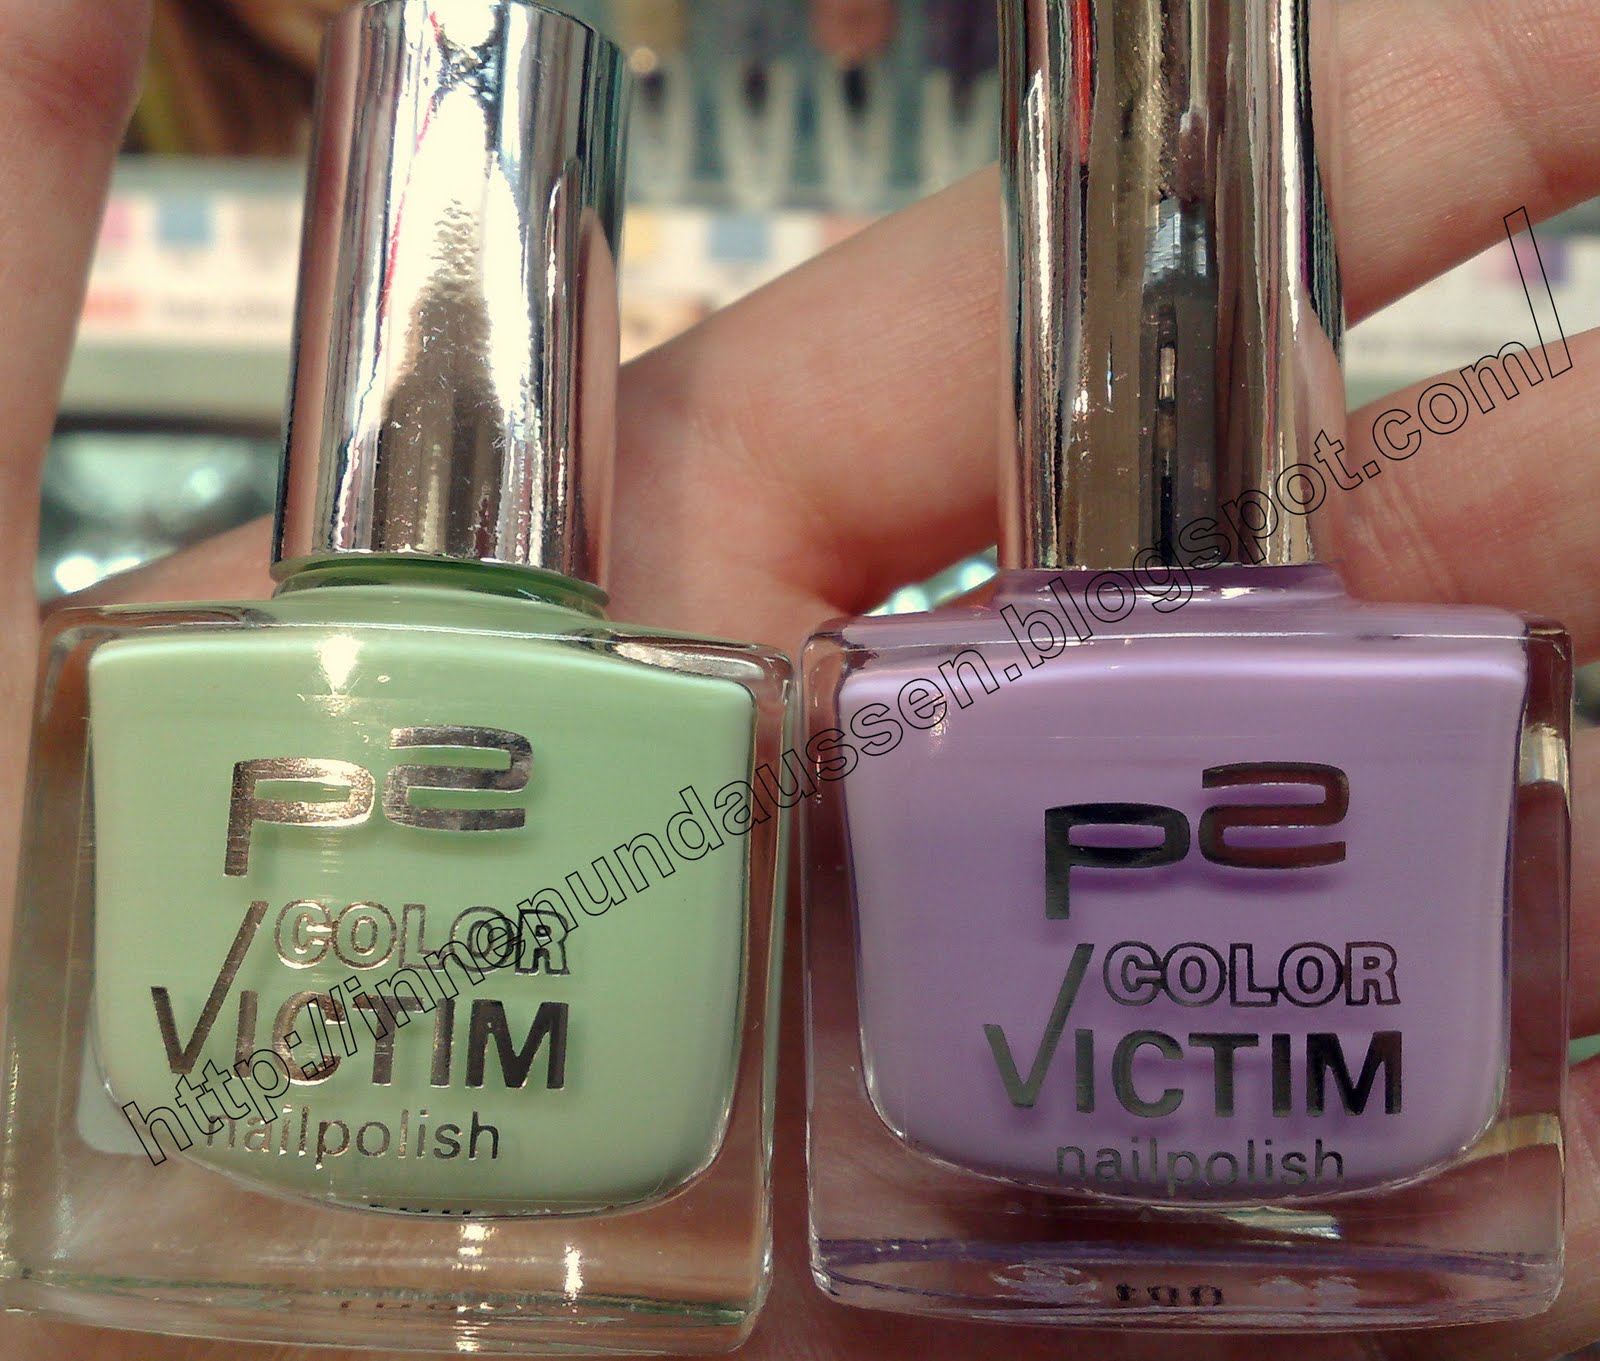 p2
COLOR
VICTIM
nailpolish
p2
COLOR
VICTIM
nailpolish
http://innenundaussen.blogspot.com/